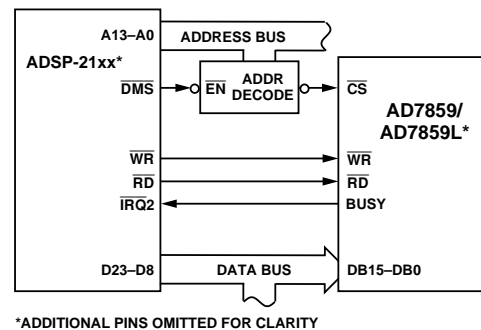 A13–A0
ADDRESS BUS
ADSP-21xx*
DMS
EN
ADDR
DECODE
CS
AD7859/
AD7859L*
WR
WR
RD
RD
IRQ2
BUSY
D23–D8
DATA BUS
DB15–DB0
*ADDITIONAL PINS OMITTED FOR CLARITY